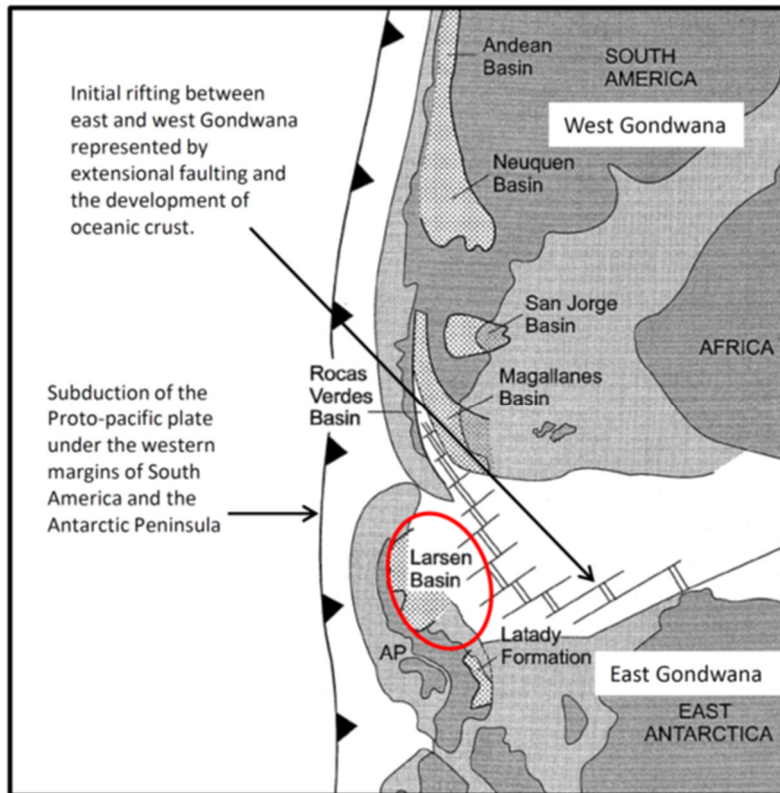 Andean
Basin
SOUTH
AMERICA
West Gondwana
Initial rifting between
east and west Gondwana
represented by
extensional faulting and
the development of
oceanic crust.
Neuquen
Basin
San Jorge
Basin
AFRICA
Rocas
Verdes
Basin
Magallanes
Basin
Subduction of the
Proto-pacific plate
under the western
margins of South
America and the
Antarctic Peninsula
Larsen
Basin
AP
Latady
Formation
East Gondwana
EAST
ANTARCTICA